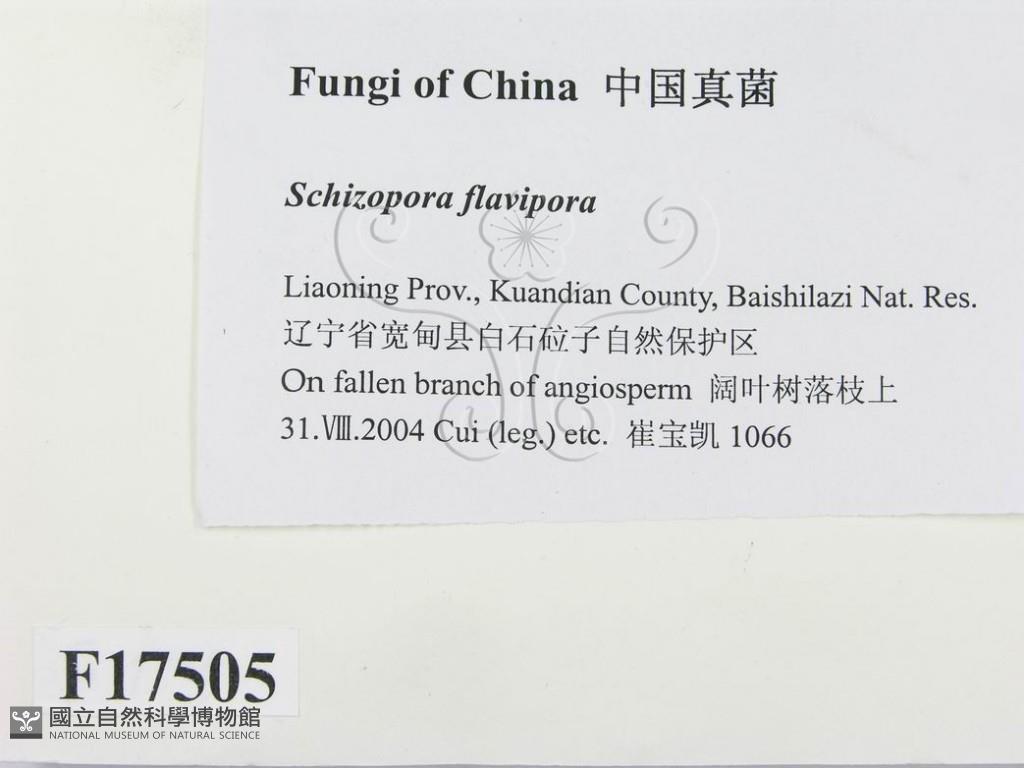 Fungi of China 中国真菌
Schizopora flavipora
Liaoning Prov., Kuandian County, Baishilazi Nat. Res.
辽宁省宽甸县白石砬子自然保护区
On fallen branch of angiosperm 阔叶树落枝上
31.Ⅷ.2004 Cui (leg.) etc. 崔宝凯 1066
F17505
國立自然科學博物館
NATIONAL MUSEUM OF NATURAL SCIENCE